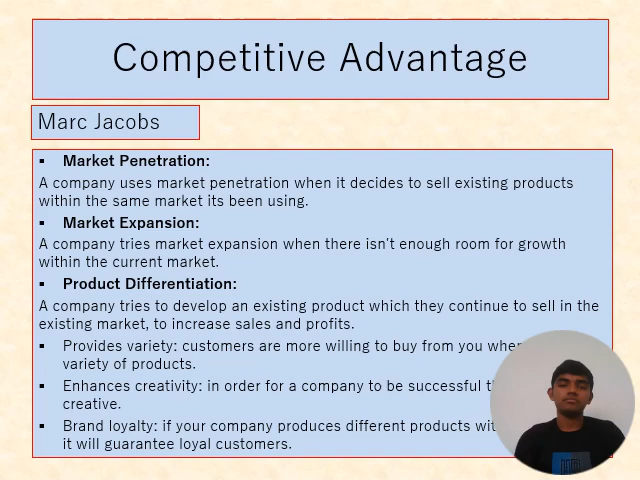 Competitive Advantage
Marc Jacobs
▪ Market Penetration:
A company uses market penetration when it decides to sell existing products
within the same market its been using.
▪ Market Expansion:
A company tries market expansion when there isn't enough room for growth
within the current market.
▪ Product Differentiation:
A company tries to develop an existing product which they continue to sell in the
existing market, to increase sales and profits.
▪ Provides variety: customers are more willing to buy from you
variety of products.
▪ Enhances creativity: in order for a company to be successful
creative.
▪ Brand loyalty: if your company produces different products
it will guarantee loyal customers.